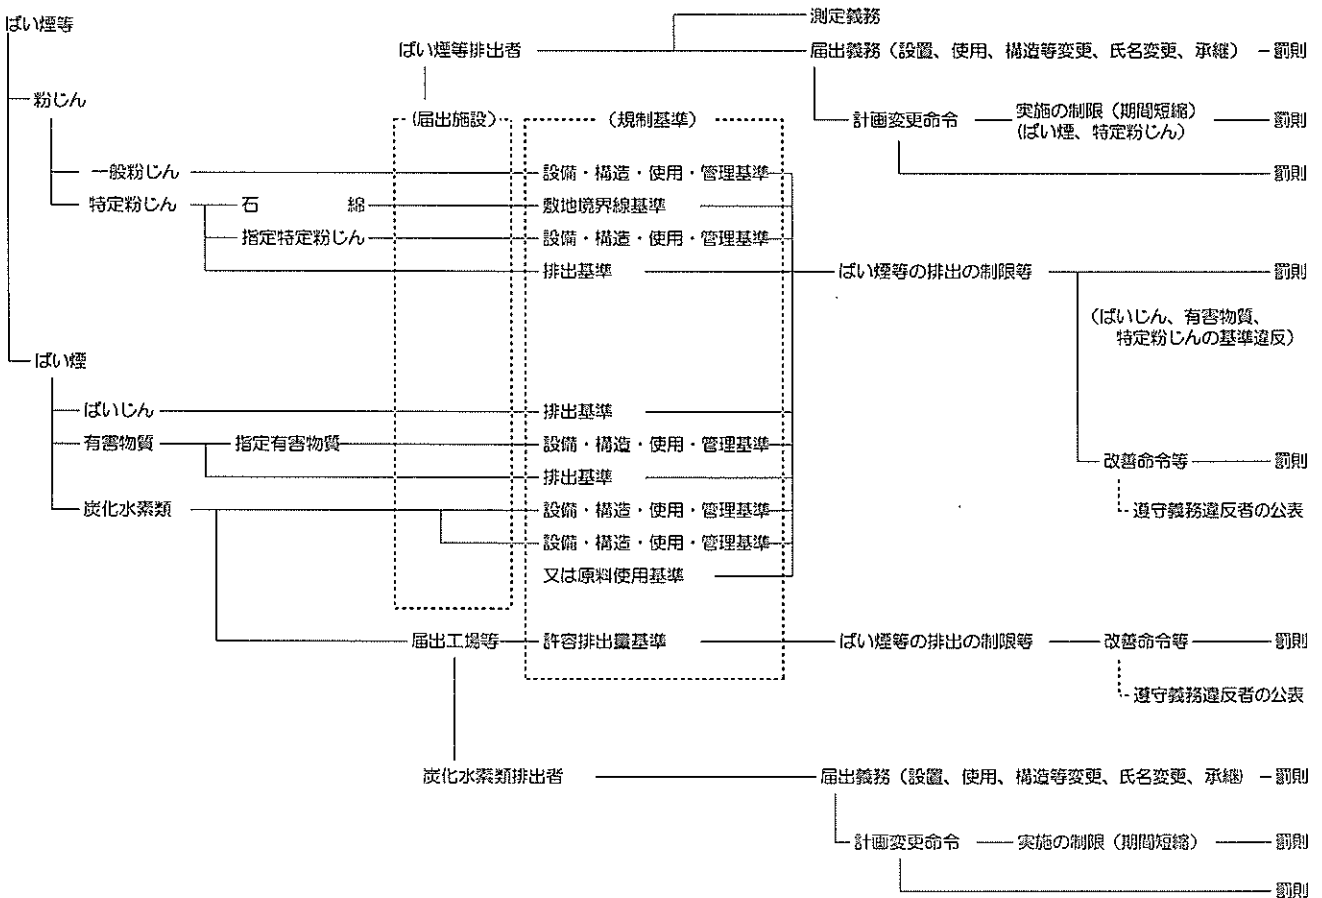 ばい煙等
測定義務
ばい煙等排出者
届出義務（設置、使用、構造等変更、氏名変更、承継）
罰則
粉じん
（届出施設）
（規制基準）
計画変更命令
実施の制限（期間短縮）
（ばい煙、特定粉じん）
罰則
一般粉じん
設備・構造・使用・管理基準
罰則
特定粉じん
石　綿
敷地境界線基準
指定特定粉じん
設備・構造・使用・管理基準
排出基準
ばい煙等の排出の制限等
罰則
（ばいじん、有害物質、
特定粉じんの基準違反）
ばい煙
ばいじん
排出基準
有害物質
指定有害物質
設備・構造・使用・管理基準
改善命令等
罰則
排出基準
炭化水素類
設備・構造・使用・管理基準
遵守義務違反者の公表
設備・構造・使用・管理基準
又は原料使用基準
届出工場等
許容排出量基準
ばい煙等の排出の制限等
改善命令等
罰則
遵守義務違反者の公表
炭化水素類排出者
届出義務（設置、使用、構造等変更、氏名変更、承継）
罰則
計画変更命令
実施の制限（期間短縮）
罰則
罰則